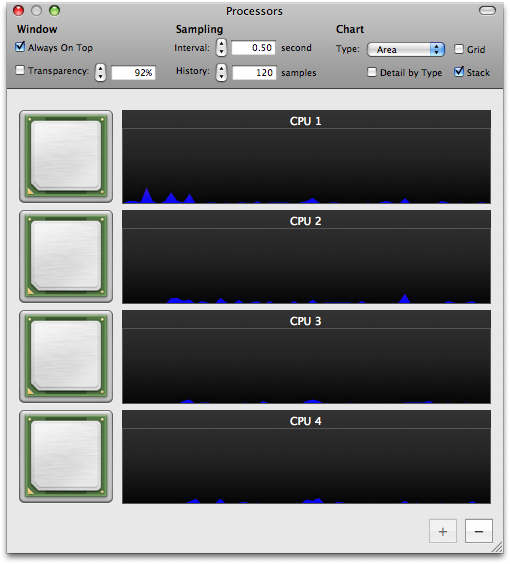 Processors
Window Sampling Chart
Always On Top Interval: 0.50 second Type: Area Grid
Transparency: 92% History: 120 samples Detail by Type Stack
CPU 1
CPU 2
CPU 3
CPU 4
+ −